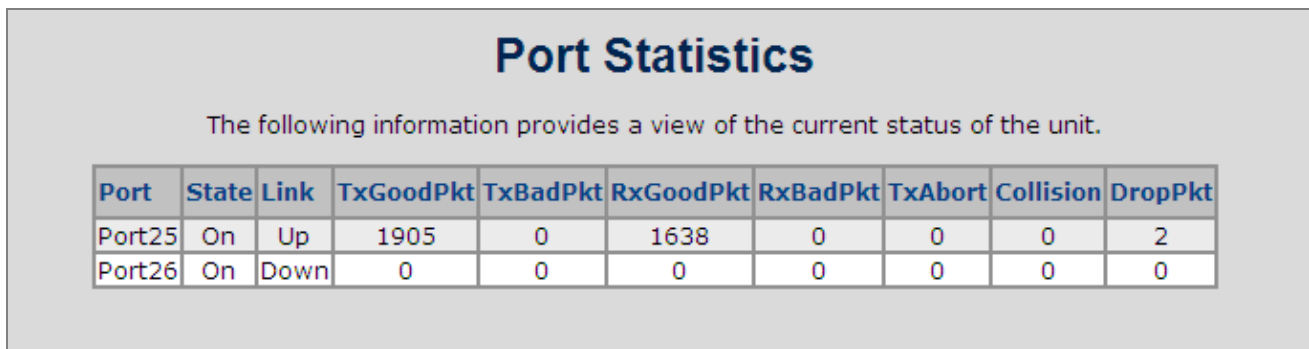 Port Statistics
The following information provides a view of the current status of the unit.
Port State Link TxGoodPkt TxBadPkt RxGoodPkt RxBadPkt TxAbort Collision DropPkt
Port25 On Up 1905 0 1638 0 0 0 2
Port26 On Down 0 0 0 0 0 0 0